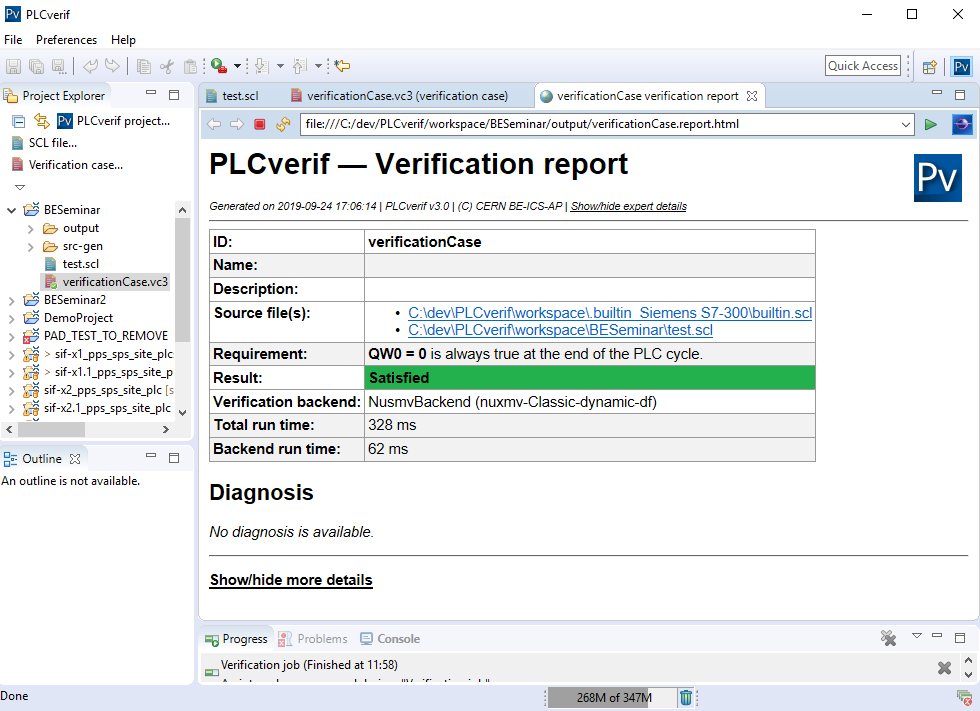 PLCverif
File Preferences Help
Quick Access
Project Explorer
PLCverif project...
SCL file...
Verification case...
BESeminar
output
src-gen
test.scl
verificationCase.vc3
BESeminar2
DemoProject
PAD_TEST_TO_REMOVE
> sif-x1_pps_sps_site_plc
> sif-x1.1_pps_sps_site_p
sif-x2_pps_sps_site_plc [s
sif-x2.1_pps_sps_site_plc
Outline
An outline is not available.
test.scl
verificationCase.vc3 (verification case)
verificationCase verification report
file:///C:/dev/PLCverif/workspace/BESeminar/output/verificationCase.report.html
PLCverif — Verification report
Pv
Generated on 2019-09-24 17:06:14 | PLCverif v3.0 | (C) CERN BE-ICS-AP | Show/hide expert details
ID: verificationCase
Name:
Description:
Source file(s): • C:\dev\PLCverif\workspace\.builtin_Siemens S7-300\builtin.scl
• C:\dev\PLCverif\workspace\BESeminar\test.scl
Requirement: QW0 = 0 is always true at the end of the PLC cycle.
Result: Satisfied
Verification backend: NusmvBackend (nuxmv-Classic-dynamic-df)
Total run time: 328 ms
Backend run time: 62 ms
Diagnosis
No diagnosis is available.
Show/hide more details
Progress Problems Console
Verification job (Finished at 11:58)
Done
268M of 347M